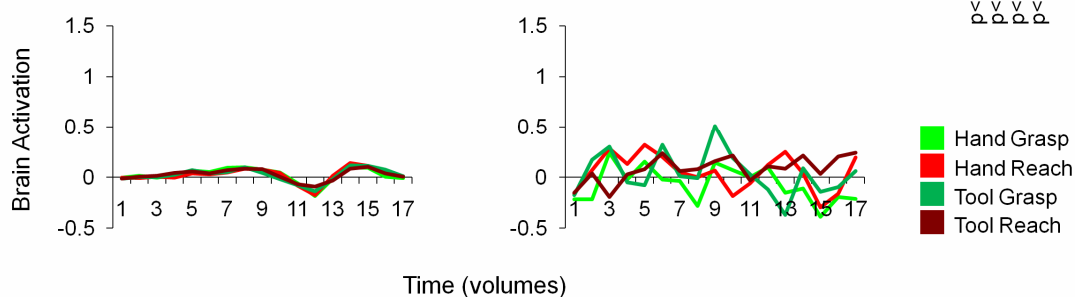 p<
p<
p<
p<
Brain Activation
1.5
1
0.5
0
-0.5
1 3 5 7 9 11 13 15 17
1.5
1
0.5
0
-0.5
1 3 5 7 9 11 13 15 17
Hand Grasp
Hand Reach
Tool Grasp
Tool Reach
Time (volumes)